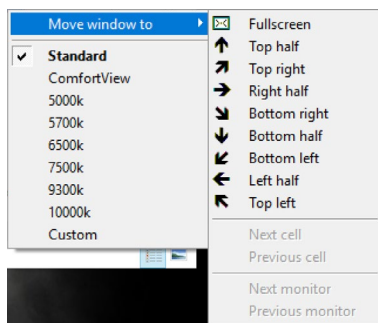 Move window to
Standard
ComfortView
5000k
5700k
6500k
7500k
9300k
10000k
Custom
Fullscreen
Top half
Top right
Right half
Bottom right
Bottom half
Bottom left
Left half
Top left
Next cell
Previous cell
Next monitor
Previous monitor